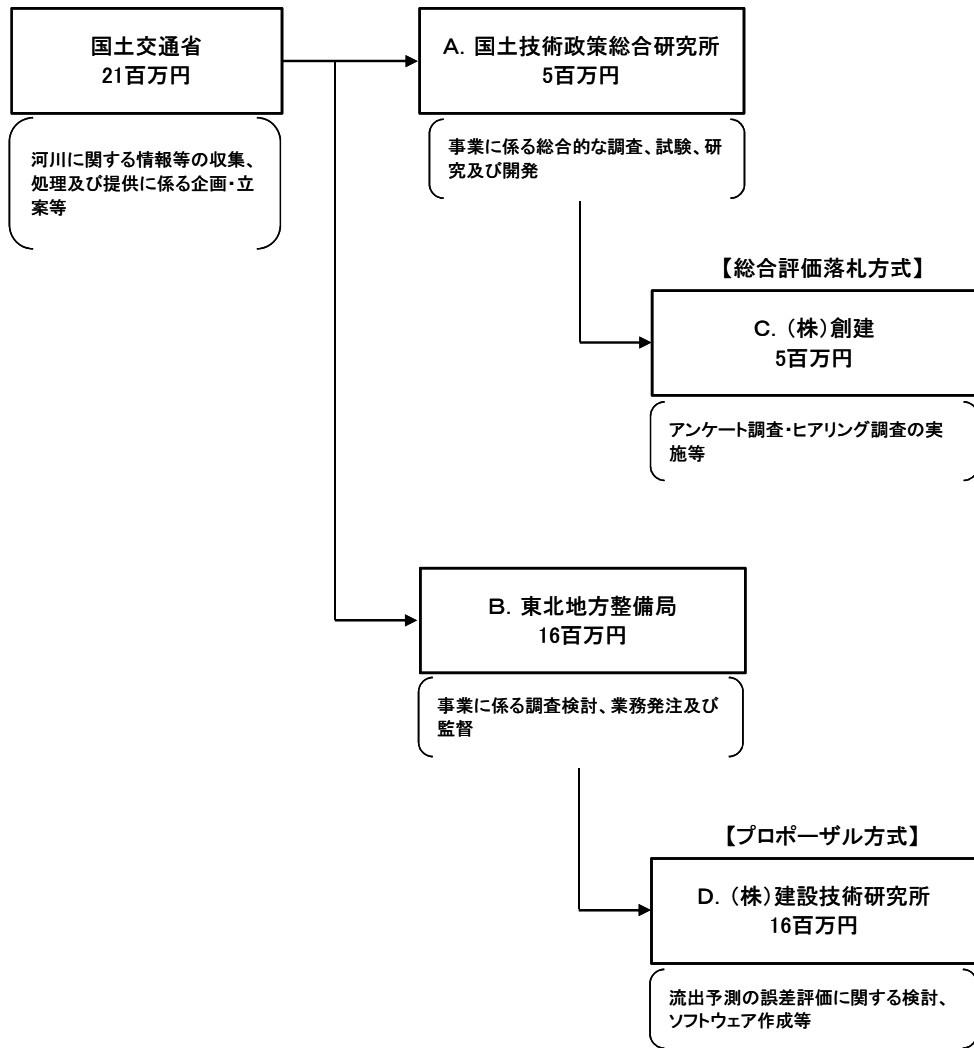 国土交通省
21百万円
河川に関する情報等の収集、
処理及び提供に係る企画・立
案等
A. 国土技術政策総合研究所
5百万円
事業に係る総合的な調査、試験、研
究及び開発
【総合評価落札方式】
C. (株)創建
5百万円
アンケート調査・ヒアリング調査の実
施等
B. 東北地方整備局
16百万円
事業に係る調査検討、業務発注及び
監督
【プロポーザル方式】
D. (株)建設技術研究所
16百万円
流出予測の誤差評価に関する検討、
ソフトウェア作成等